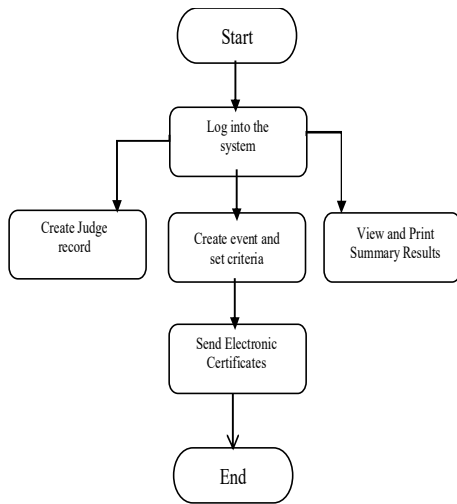 Start
Log into the
system
Create Judge
record
Create event and
set criteria
View and Print
Summary Results
Send Electronic
Certificates
End